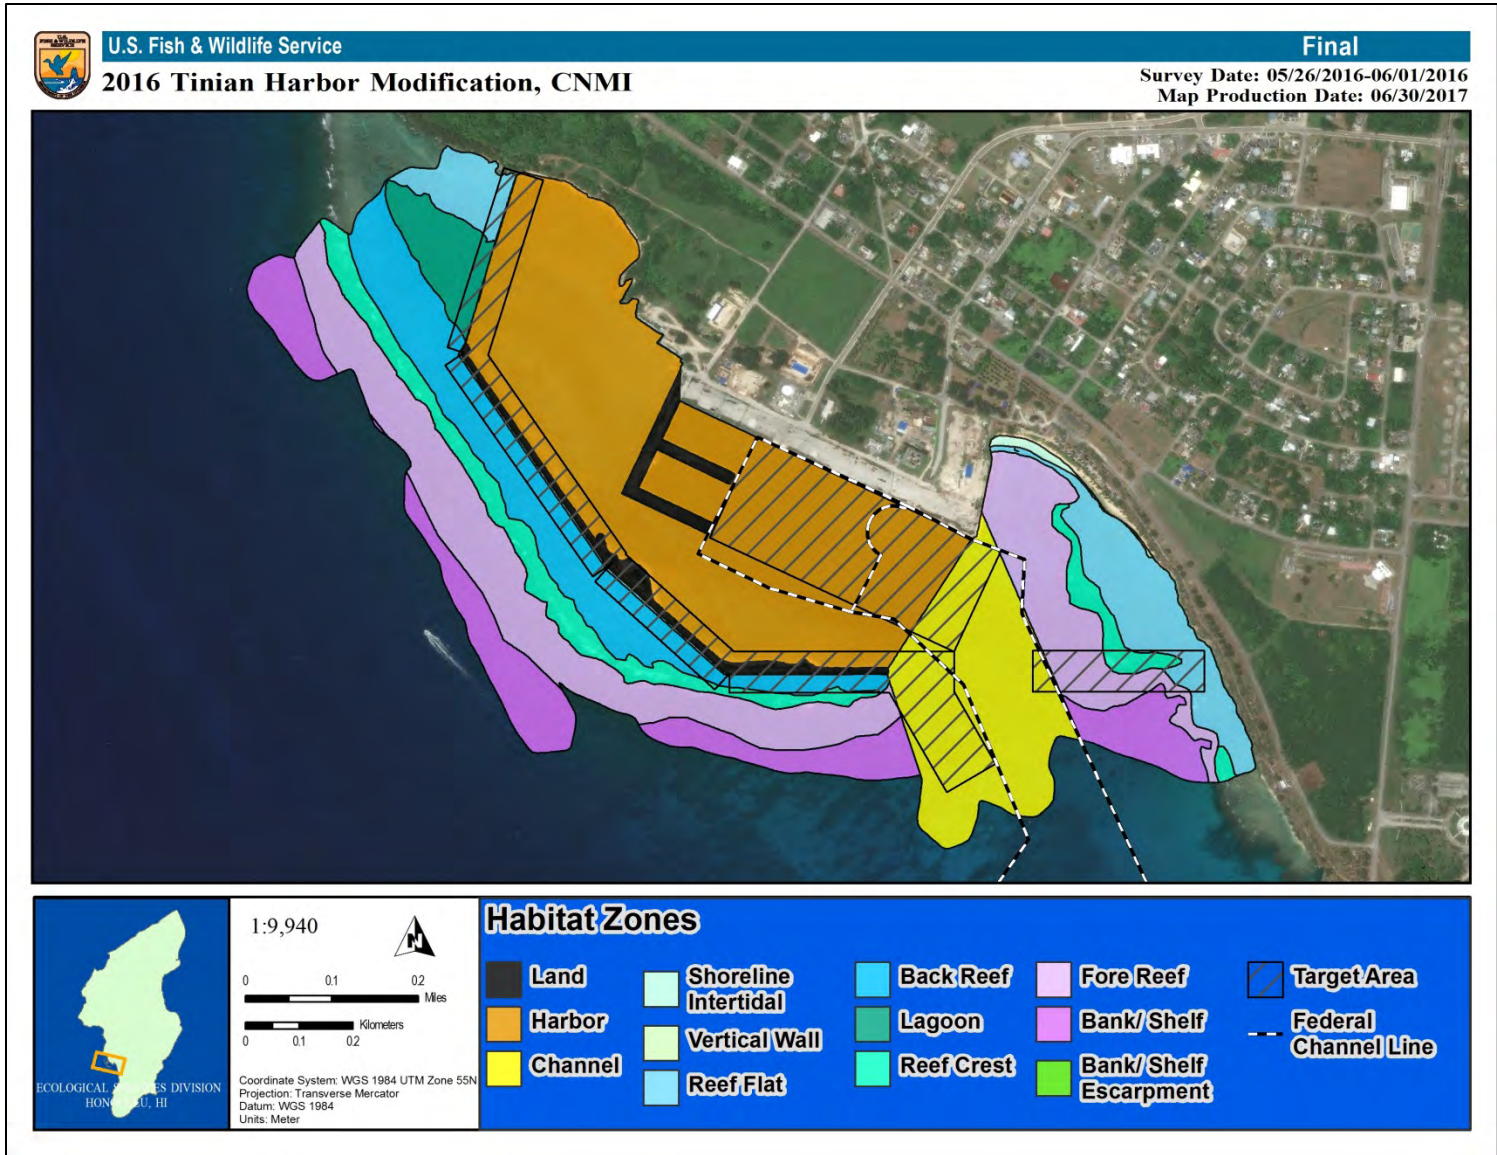 U.S.
FISH & WILDLIFE
SERVICE
U.S. Fish & Wildlife Service
Final
2016 Tinian Harbor Modification, CNMI
Survey Date: 05/26/2016-06/01/2016
Map Production Date: 06/30/2017
ECOLOGICAL DIVISION
HI
1:9,940
N
0 0.1 0.2
Miles
Kilometers
0 0.1 0.2
Coordinate System: WGS 1984 UTM Zone 55N
Projection: Transverse Mercator
Datum: WGS 1984
Units: Meter
Habitat Zones
Land
Harbor
Channel
Shoreline
Intertidal
Vertical Wall
Reef Flat
Back Reef
Lagoon
Reef Crest
Fore Reef
Bank/ Shelf
Bank/ Shelf
Escarpment
Target Area
Federal
Channel Line